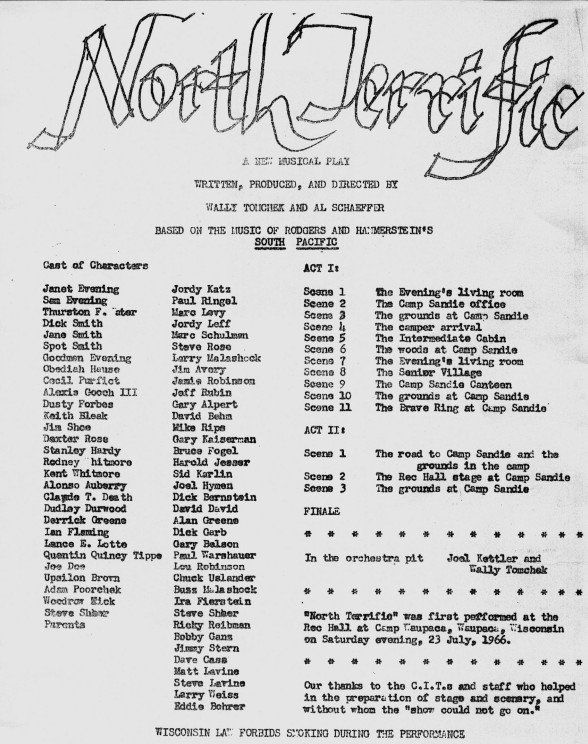 North Terrific
A NEW MUSICAL PLAY
WRITTEN, PRODUCED, AND DIRECTED BY
WALLY TOMCHEK AND AL SCHAEFFER
BASED ON THE MUSIC OF RODGERS AND HAMMERSTEIN'S
SOUTH PACIFIC
Cast of Characters
Janet Evening Jordy Katz
Sam Evening Paul Ringel
Thurston F. Marc Levy
Dick Smith Jordy Leff
Jane Smith Marc Schulman
Spot Smith Steve Rose
Goodmen Evening Larry Malashock
Obediah Hause Jim Avery
Cecil Purfict Jamie Robinson
Alexis Gooch III Jeff Rubin
Dusty Forbes Gary Alpert
Keith Bleak David Behm
Jim Shoe Mike Rips
Dexter Rose Gary Kaiserman
Stanley Hardy Bruce Fogel
Rodney Whitmore Harold Jesser
Kent Whitmore Sid Karlin
Alonso Auberry Joel Hymen
Claude T. Death Dick Bernstein
Dudley Durwood David David
Derrick Greene Alan Greene
Ian Fleming Dick Garb
Lance E. Lotte Gary Belson
Quentin Quincy Tippe Paul Warshauer
Joe Doe Lou Robinson
Upsilon Brown Chuck Uslander
Adam Poorchek Buzz Malashock
Woodrow Ira Fierstein
Steve Steve
Parents Ricky Reibman
Bobby Gans
Jimmy Stern
Dave Cass
Matt Lavine
Steve Lavine
Larry Weiss
Eddie Bohrer
ACT I:
Scene 1 The Evening's living room
Scene 2 The Camp Sandie office
Scene 3 The grounds at Camp Sandie
Scene 4 The camper arrival
Scene 5 The Intermediate Cabin
Scene 6 The woods at Camp Sandie
Scene 7 The Evening's living room
Scene 8 The Senior Village
Scene 9 The Camp Sandie Canteen
Scene 10 The grounds at Camp Sandie
Scene 11 The Brave Ring at Camp Sandie
ACT II:
Scene 1 The road to Camp Sandie and the
grounds in the camp
Scene 2 The Rec Hall stage at Camp Sandie
Scene 3 The grounds at Camp Sandie
FINALE
* * * * * * * * * * * * *
In the orchestra pit Joel Kettler and
Wally Tomchek
* * * * * * * * * * * * *
"North Terrific" was first performed at the
Rec Hall at Camp Waupaca, Waupaca, Wisconsin
on Saturday evening, 23 July, 1966.
* * * * * * * * * * * * *
Our thanks to the C.I.T.s and staff who helped
in the preparation of stage and scenery, and
without whom the "show could not go on."
WISCONSIN LAW FORBIDS SMOKING DURING THE PERFORMANCE